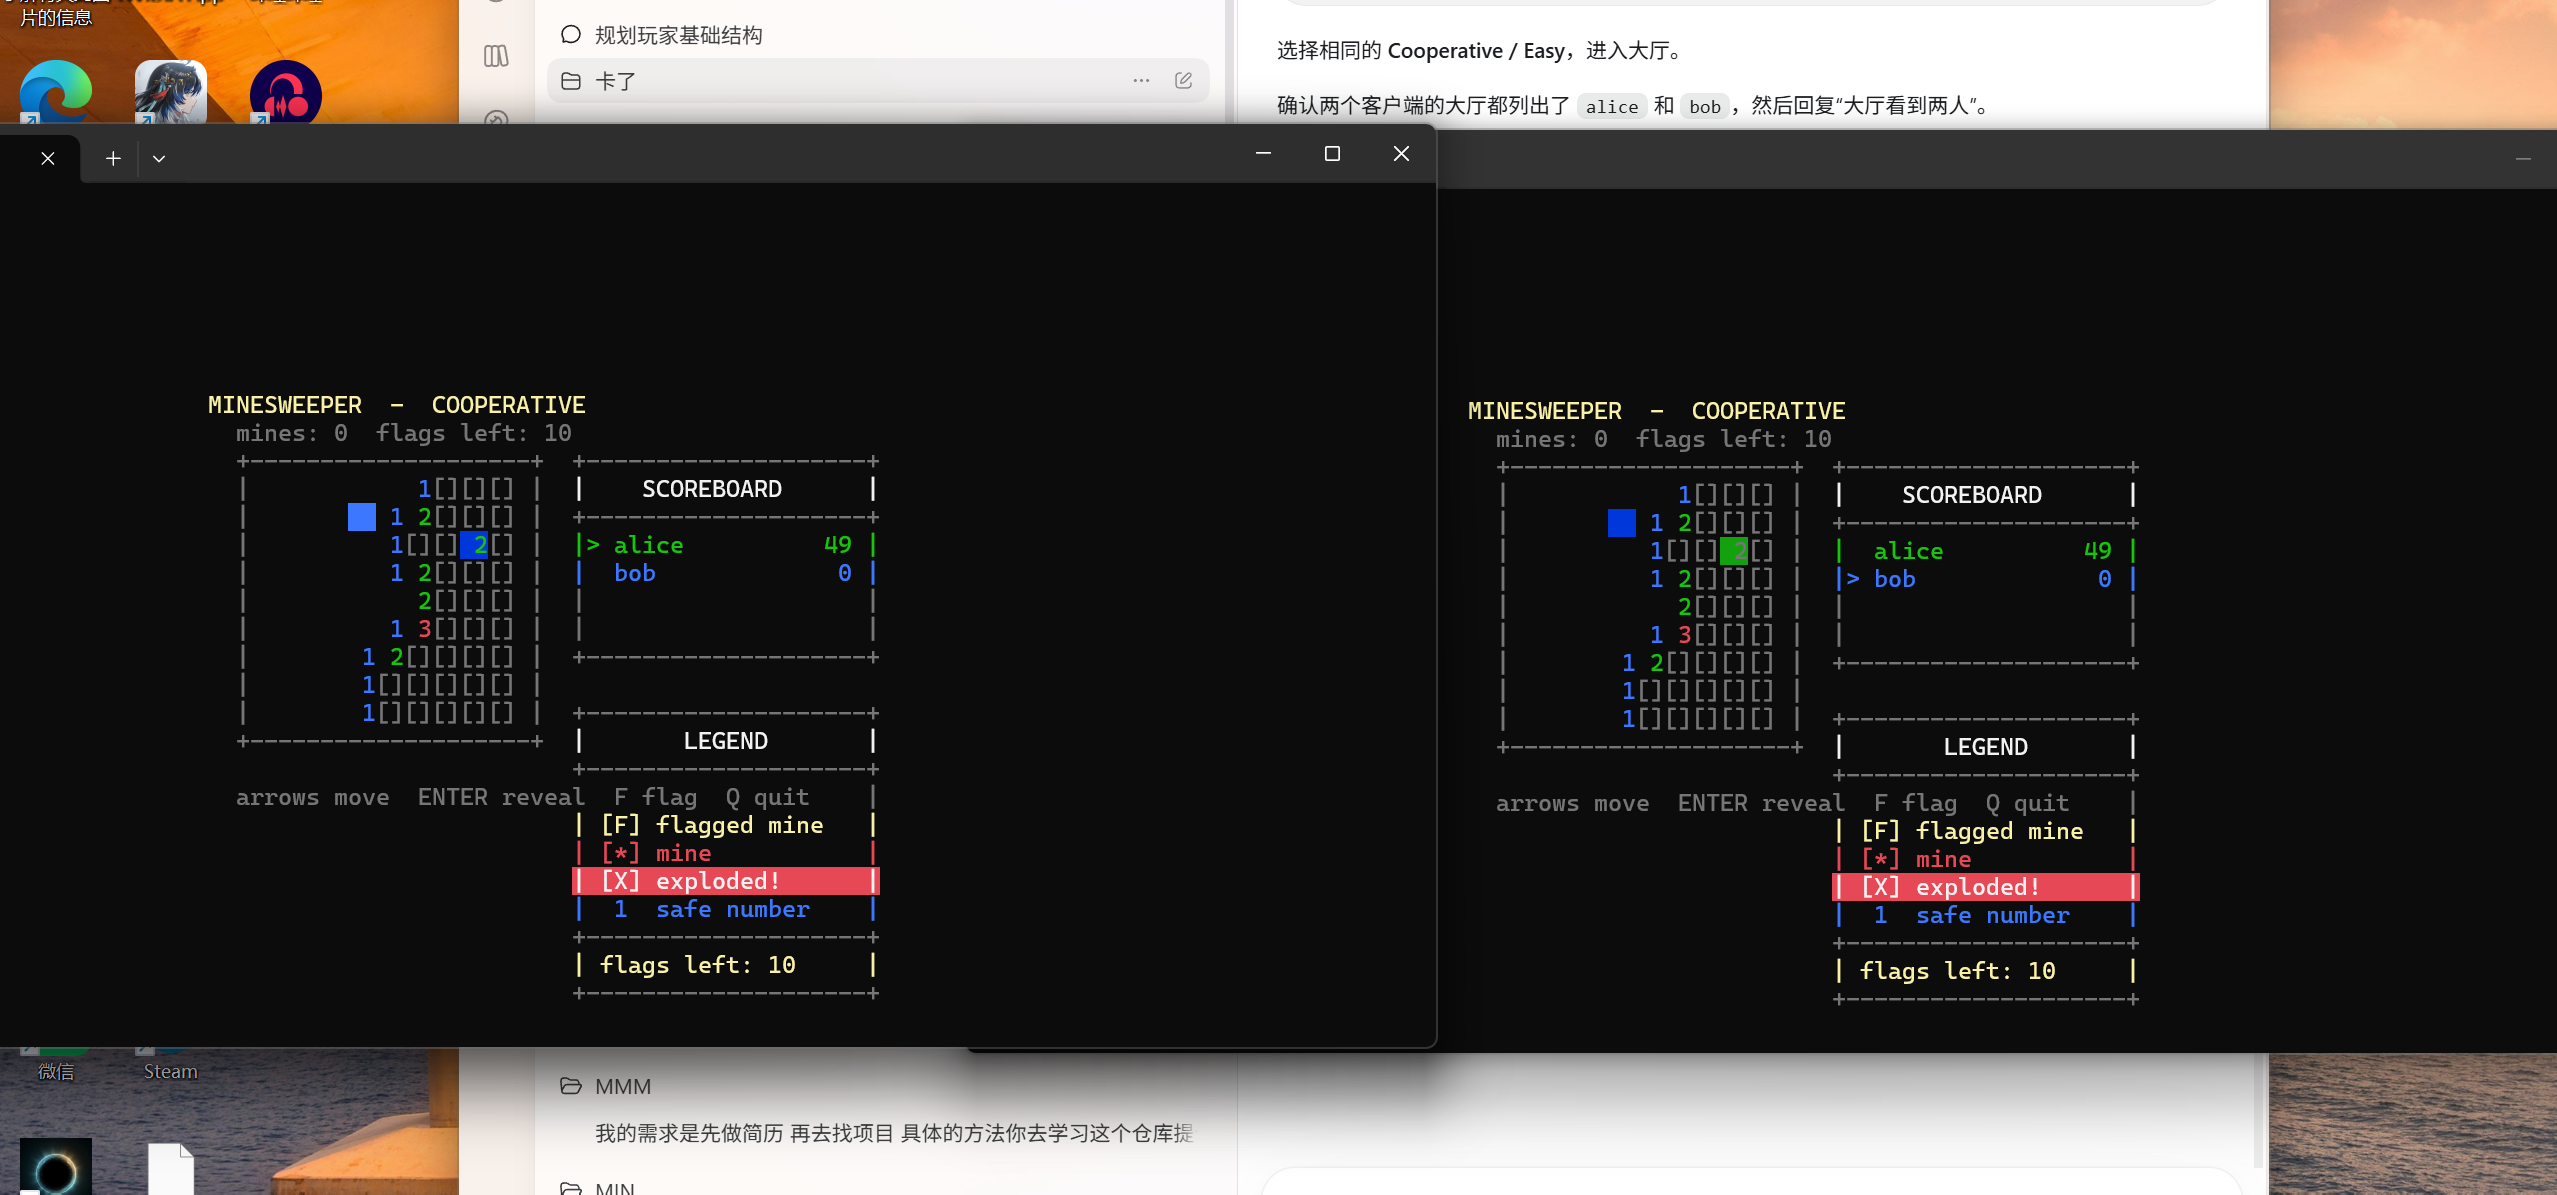 片的信息
规划玩家基础结构
卡了
选择相同的 Cooperative / Easy，进入大厅。
确认两个客户端的大厅都列出了 alice 和 bob，然后回复“大厅看到两人”。
MINESWEEPER - COOPERATIVE
mines: 0 flags left: 10
1[][][]
1 2[][][]
1[][] 2[]
1 2[][][]
2[][][]
1 3[][][]
1 2[][][][]
1[][][][][]
1[][][][][]
SCOREBOARD
> alice 49
bob 0
LEGEND
arrows move ENTER reveal F flag Q quit
[F] flagged mine
[*] mine
[X] exploded!
1 safe number
flags left: 10
MINESWEEPER - COOPERATIVE
mines: 0 flags left: 10
1[][][]
1 2[][][]
1[][] 2[]
1 2[][][]
2[][][]
1 3[][][]
1 2[][][][]
1[][][][][]
1[][][][][]
SCOREBOARD
alice 49
> bob 0
LEGEND
arrows move ENTER reveal F flag Q quit
[F] flagged mine
[*] mine
[X] exploded!
1 safe number
flags left: 10
微信
Steam
MMM
我的需求是先做简历 再去找项目 具体的方法你去学习这个仓库提
MIN